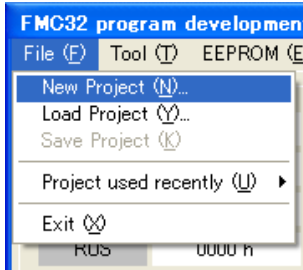 FMC32 program developmen
File (F) Tool (T) EEPROM (E
New Project (N)...
Load Project (Y)...
Save Project (K)
Project used recently (U)
Exit (X)
RUS 0000 h